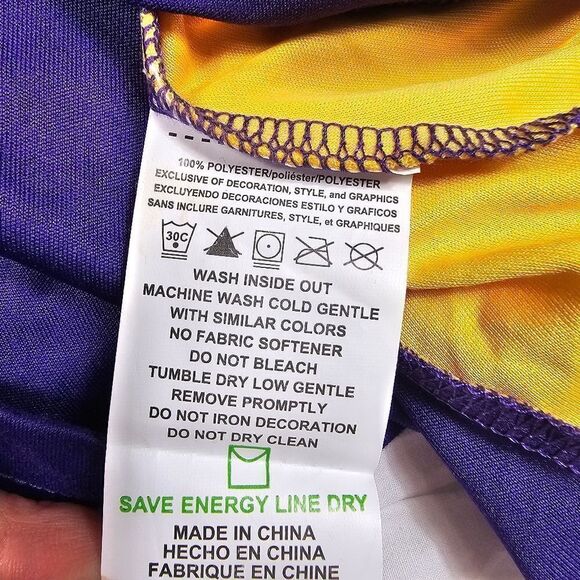 100% POLYESTER/poliéster/POLYESTER
EXCLUSIVE OF DECORATION, STYLE, and GRAPHICS
EXCLUYENDO DECORACIONES ESTILO Y GRAFICOS
SANS INCLURE GARNITURES, STYLE, et GRAPHIQUES
30C
WASH INSIDE OUT
MACHINE WASH COLD GENTLE
WITH SIMILAR COLORS
NO FABRIC SOFTENER
DO NOT BLEACH
TUMBLE DRY LOW GENTLE
REMOVE PROMPTLY
DO NOT IRON DECORATION
DO NOT DRY CLEAN
SAVE ENERGY LINE DRY
MADE IN CHINA
HECHO EN CHINA
FABRIQUE EN CHINE